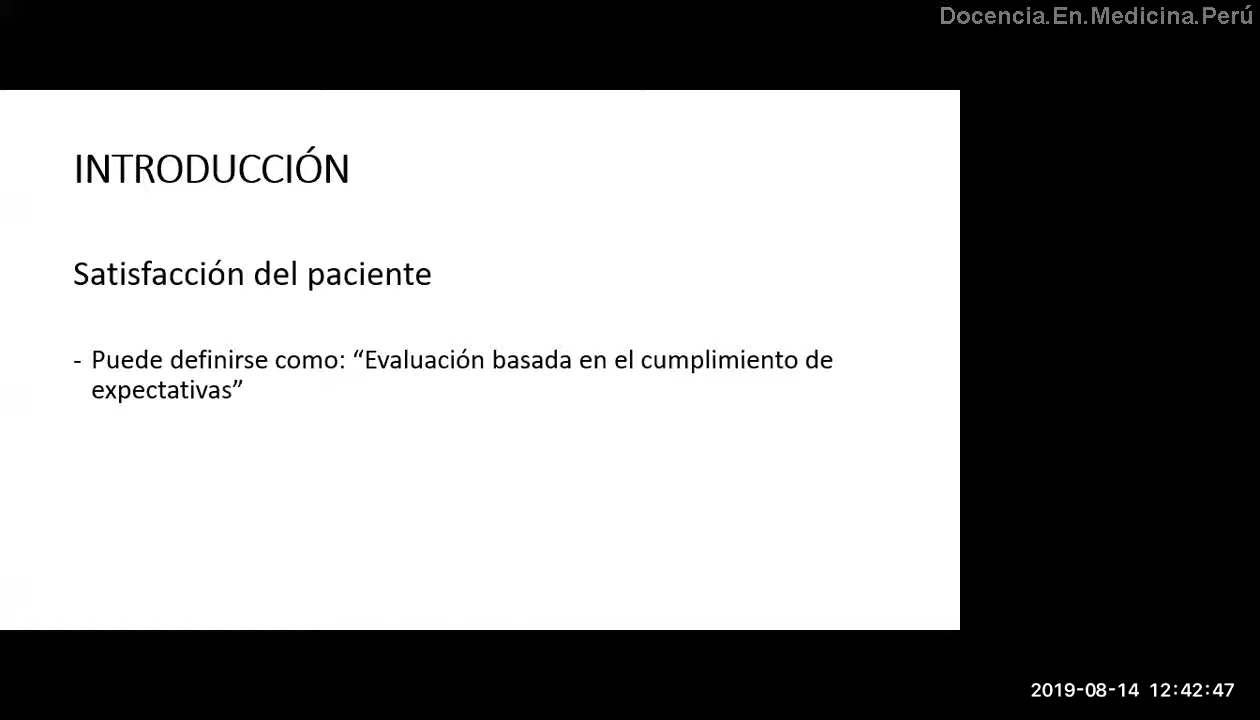 Docencia.En.Medicina.Perú
INTRODUCCIÓN
Satisfacción del paciente
- Puede definirse como: “Evaluación basada en el cumplimiento de
expectativas”
2019-08-14 12:42:47